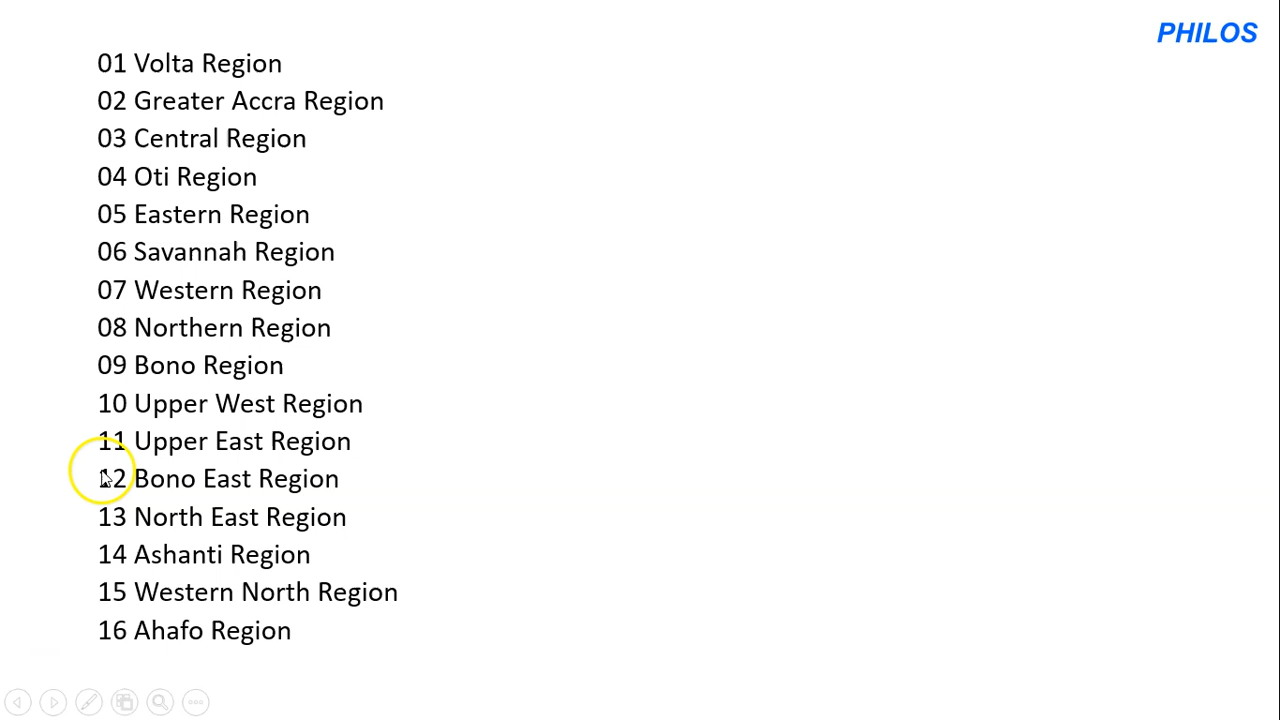 PHILOS
01 Volta Region
02 Greater Accra Region
03 Central Region
04 Oti Region
05 Eastern Region
06 Savannah Region
07 Western Region
08 Northern Region
09 Bono Region
10 Upper West Region
11 Upper East Region
12 Bono East Region
13 North East Region
14 Ashanti Region
15 Western North Region
16 Ahafo Region